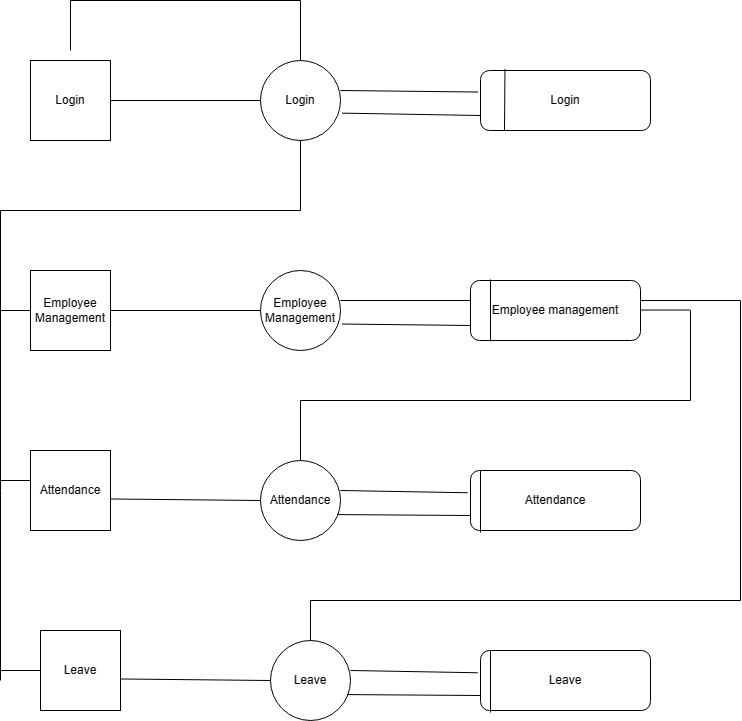 Login
Login
Login
Employee
Management
Employee
Management
Employee management
Attendance
Attendance
Attendance
Leave
Leave
Leave